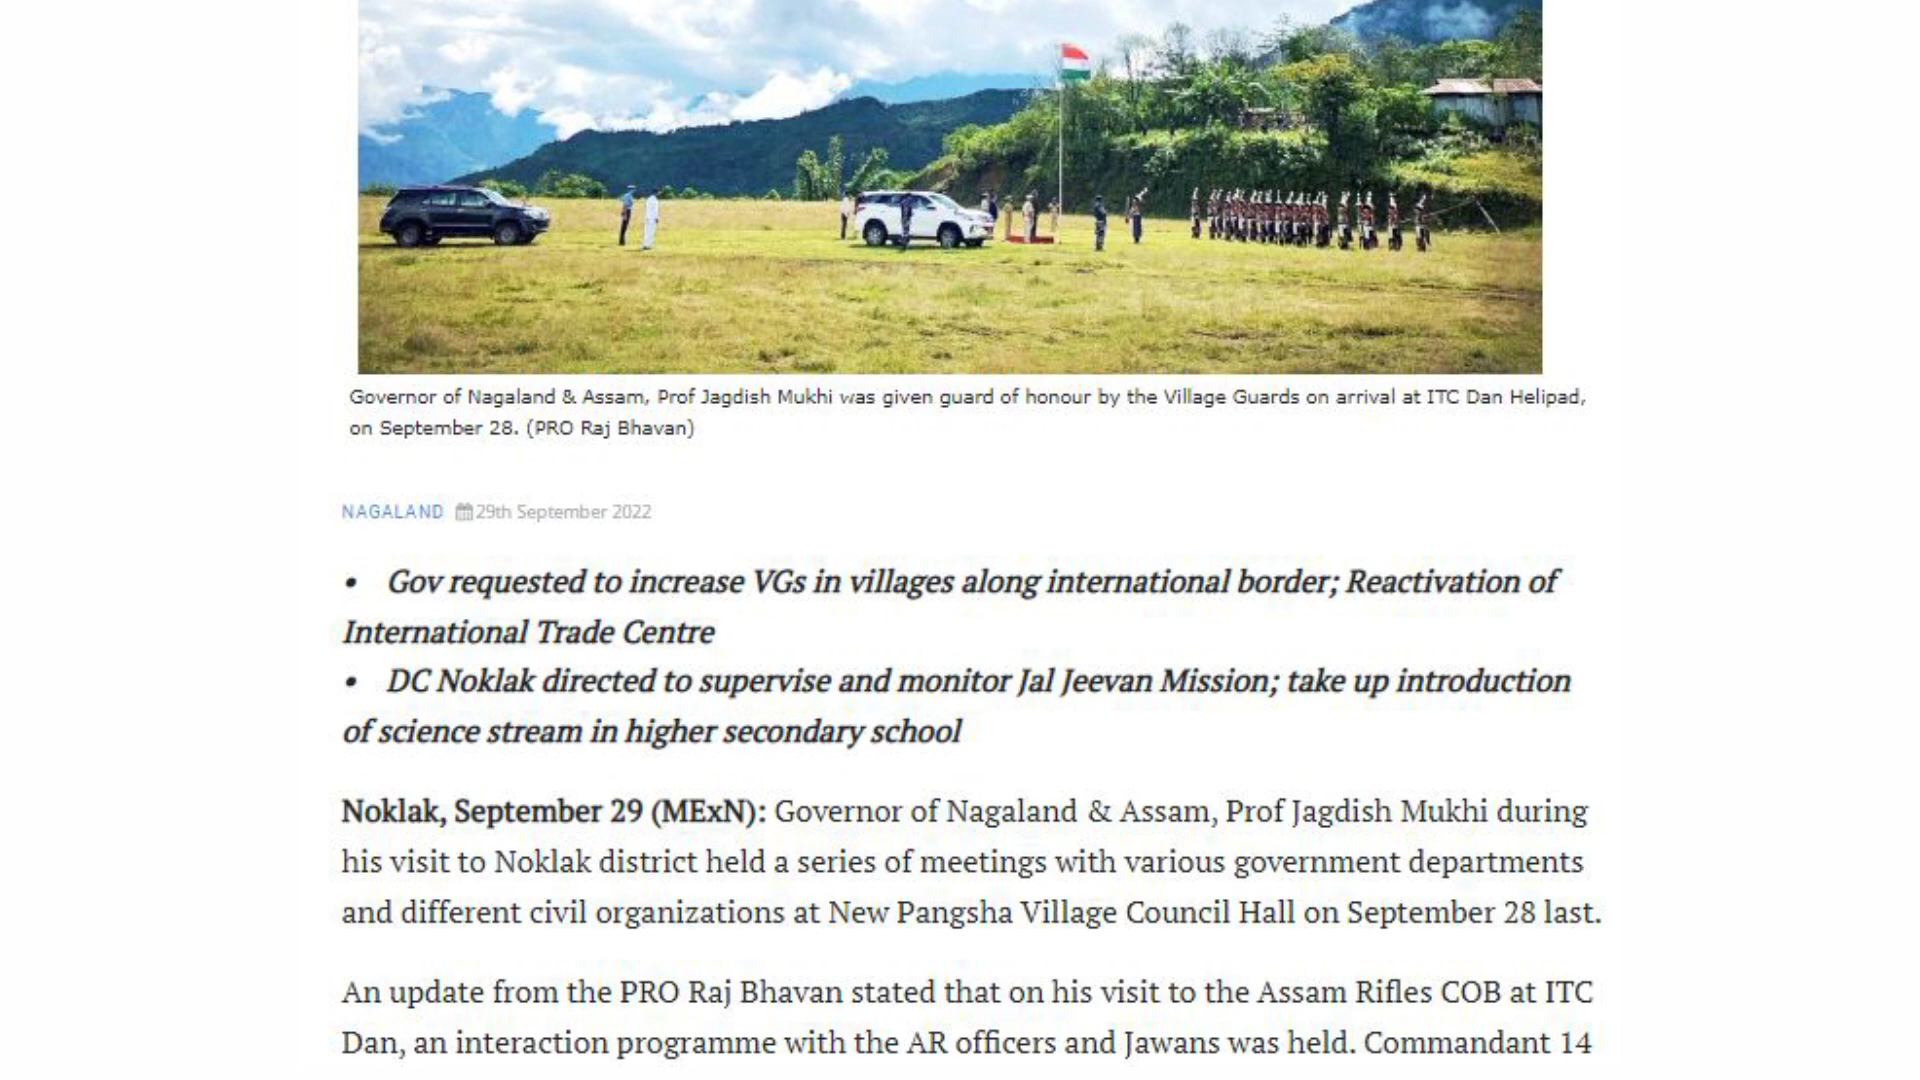 Governor of Nagaland & Assam, Prof Jagdish Mukhi was given guard of honour by the Village Guards on arrival at ITC Dan Helipad,
on September 28. (PRO Raj Bhavan)
NAGALAND 29th September 2022
• Gov requested to increase VGs in villages along international border; Reactivation of
International Trade Centre
• DC Noklak directed to supervise and monitor Jal Jeevan Mission; take up introduction
of science stream in higher secondary school
Noklak, September 29 (MExN): Governor of Nagaland & Assam, Prof Jagdish Mukhi during
his visit to Noklak district held a series of meetings with various government departments
and different civil organizations at New Pangsha Village Council Hall on September 28 last.
An update from the PRO Raj Bhavan stated that on his visit to the Assam Rifles COB at ITC
Dan, an interaction programme with the AR officers and Jawans was held. Commandant 14